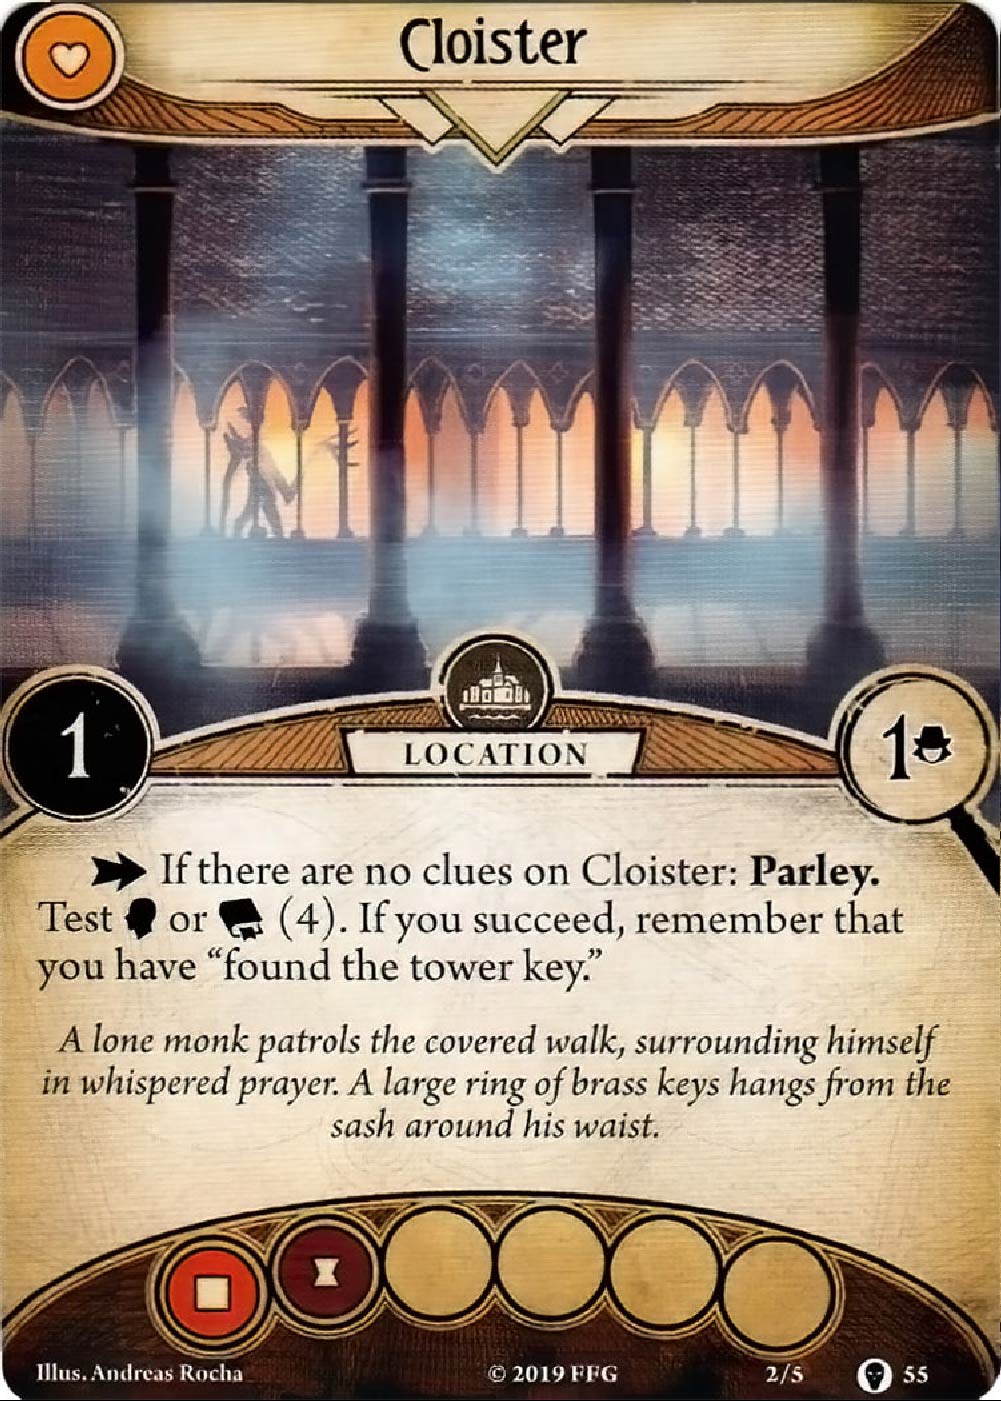 Cloister
1
LOCATION
1
If there are no clues on Cloister: Parley.
Test or (4). If you succeed, remember that
you have “found the tower key.”
A lone monk patrols the covered walk, surrounding himself
in whispered prayer. A large ring of brass keys hangs from the
sash around his waist.
Illus. Andreas Rocha
© 2019 FFG
2/5
55